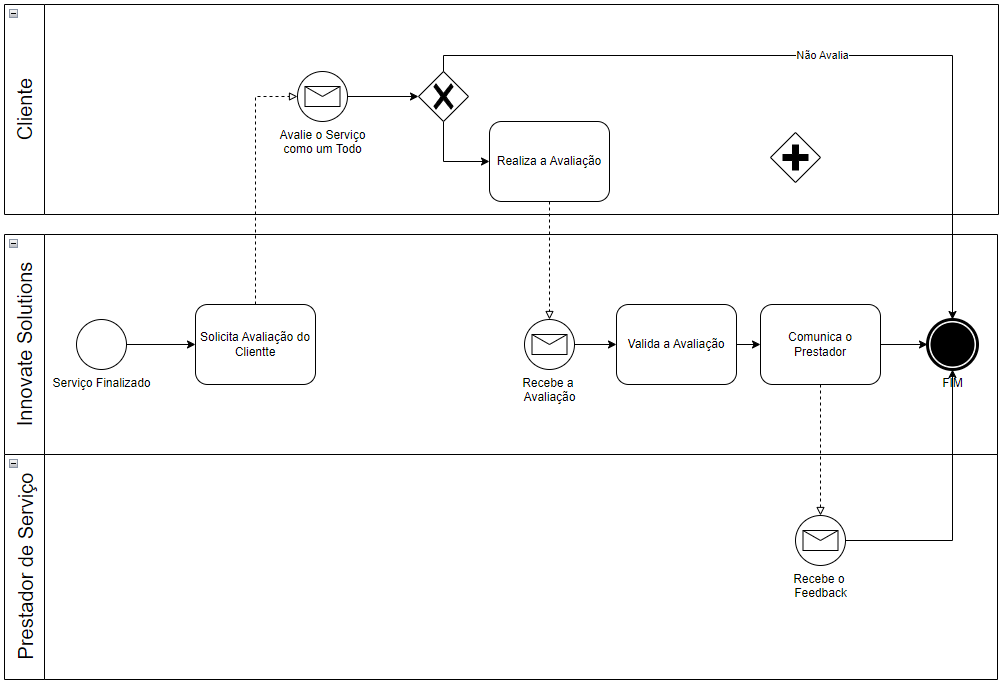 Cliente
Não Avalia
Avalie o Serviço
como um Todo
Realiza a Avaliação
Innovate Solutions
Serviço Finalizado
Solicita Avaliação do
Clientte
Recebe a
Avaliação
Valida a Avaliação
Comunica o
Prestador
FIM
Prestador de Serviço
Recebe o
Feedback